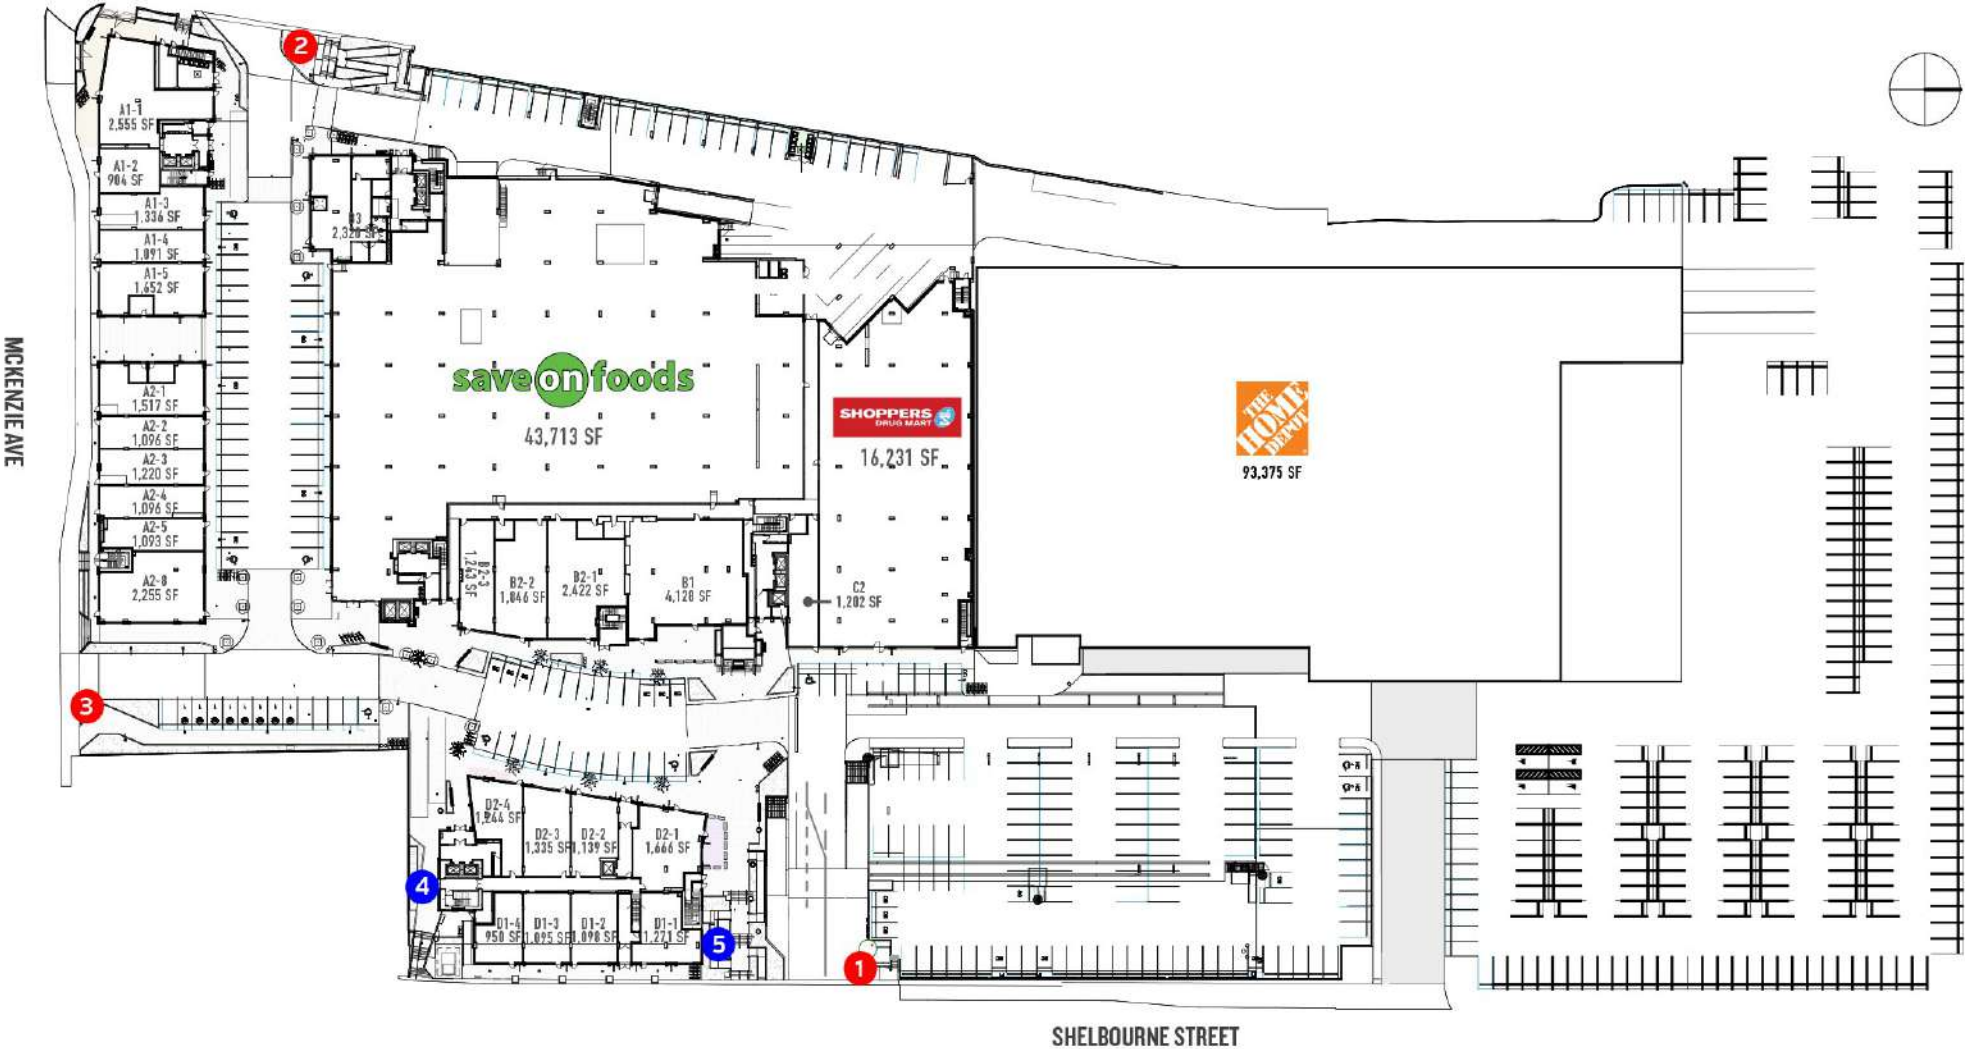 2
A1-1
2,555 SF
A1-2
904 SF
A1-3
1,336 SF
A1-4
1,091 SF
A1-5
1,652 SF
B3
2,320 SF
MCKENZIE AVE
A2-1
1,517 SF
A2-2
1,096 SF
A2-3
1,220 SF
A2-4
1,096 SF
A2-5
1,093 SF
A2-8
2,255 SF
save on foods
43,713 SF
SHOPPERS
DRUG MART
16,231 SF
THE
HOME
DEPOT
93,375 SF
B2-3
1,243 SF
B2-2
1,846 SF
B2-1
2,422 SF
B1
4,128 SF
C2
1,202 SF
3
D2-4
1,244 SF
D2-3
1,335 SF
D2-2
1,139 SF
D2-1
1,666 SF
4
D1-4
950 SF
D1-3
1,095 SF
D1-2
1,098 SF
D1-1
1,271 SF
5
1
SHELBOURNE STREET